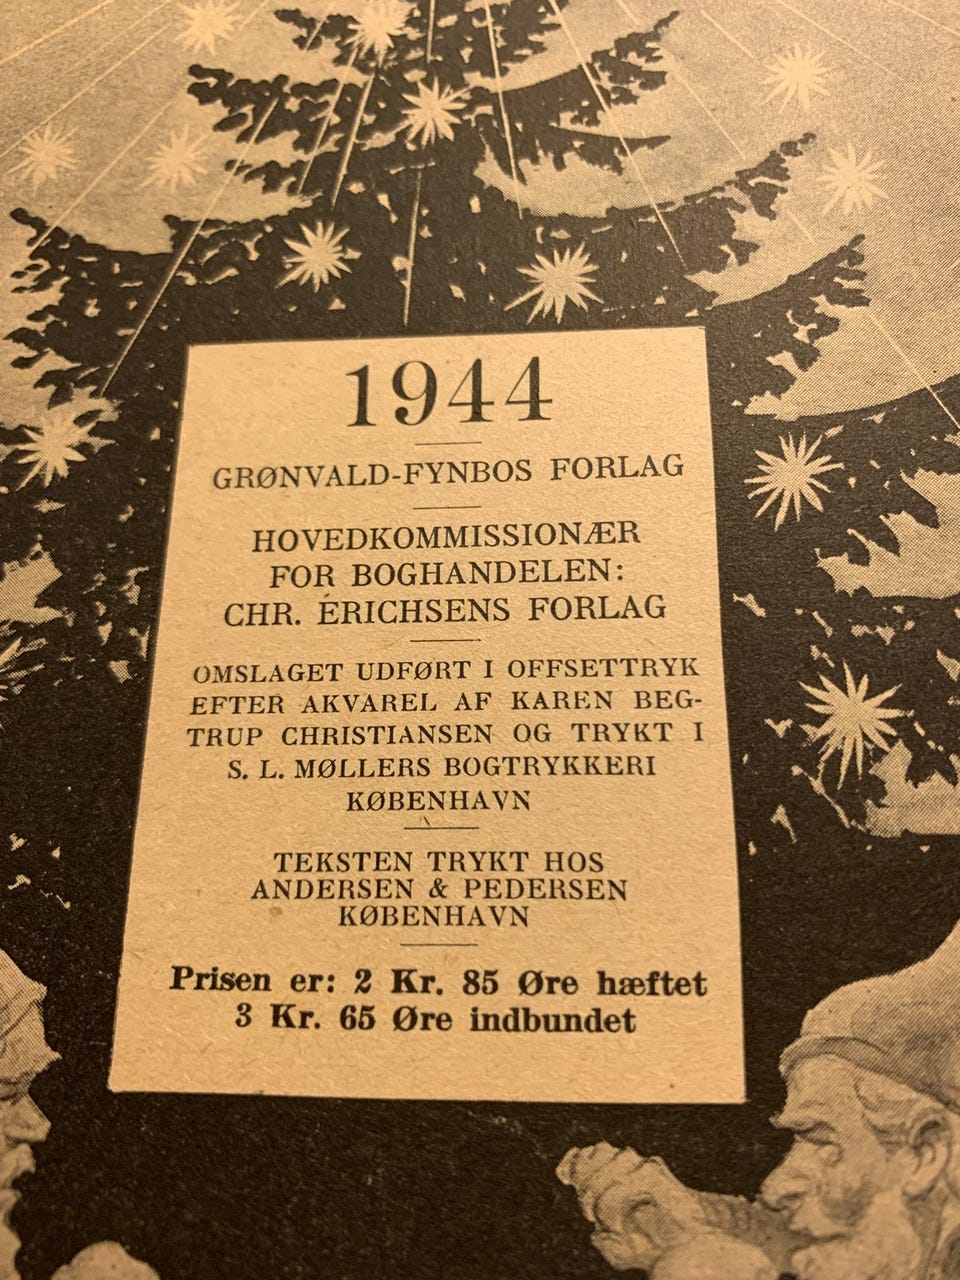 1944
GRØNVALD-FYNBOS FORLAG
HOVEDKOMMISSIONÆR
FOR BOGHANDELEN:
CHR. ERICHSENS FORLAG
OMSLAGET UDFØRT I OFFSETTRYK
EFTER AKVAREL AF KAREN BEG-
TRUP CHRISTIANSEN OG TRYKT I
S. L. MØLLERS BOGTRYKKERI
KØBENHAVN
TEKSTEN TRYKT HOS
ANDERSEN & PEDERSEN
KØBENHAVN
Prisen er: 2 Kr. 85 Øre hæftet
3 Kr. 65 Øre indbundet